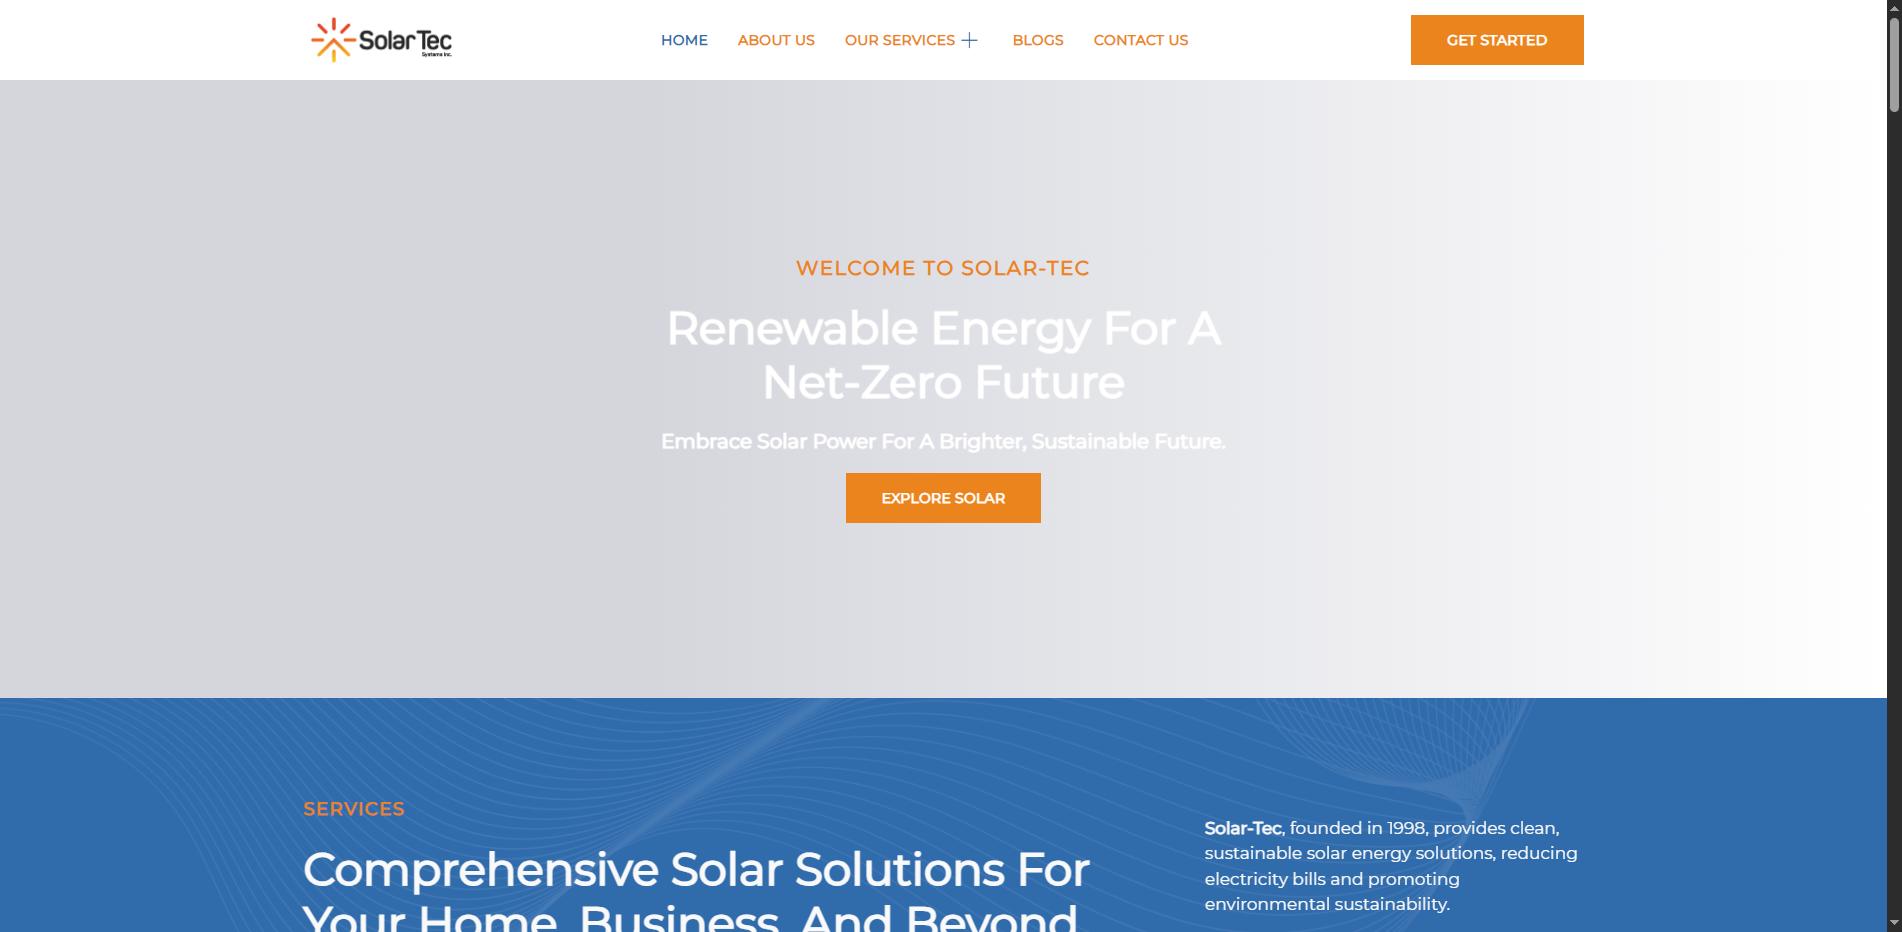 Solar Tec
Systems Inc.
HOME
ABOUT US
OUR SERVICES
BLOGS
CONTACT US
GET STARTED
WELCOME TO SOLAR-TEC
Renewable Energy For A
Net-Zero Future
Embrace Solar Power For A Brighter, Sustainable Future.
EXPLORE SOLAR
SERVICES
Comprehensive Solar Solutions For
Your Home, Business, And Beyond
Solar-Tec, founded in 1998, provides clean,
sustainable solar energy solutions, reducing
electricity bills and promoting
environmental sustainability.